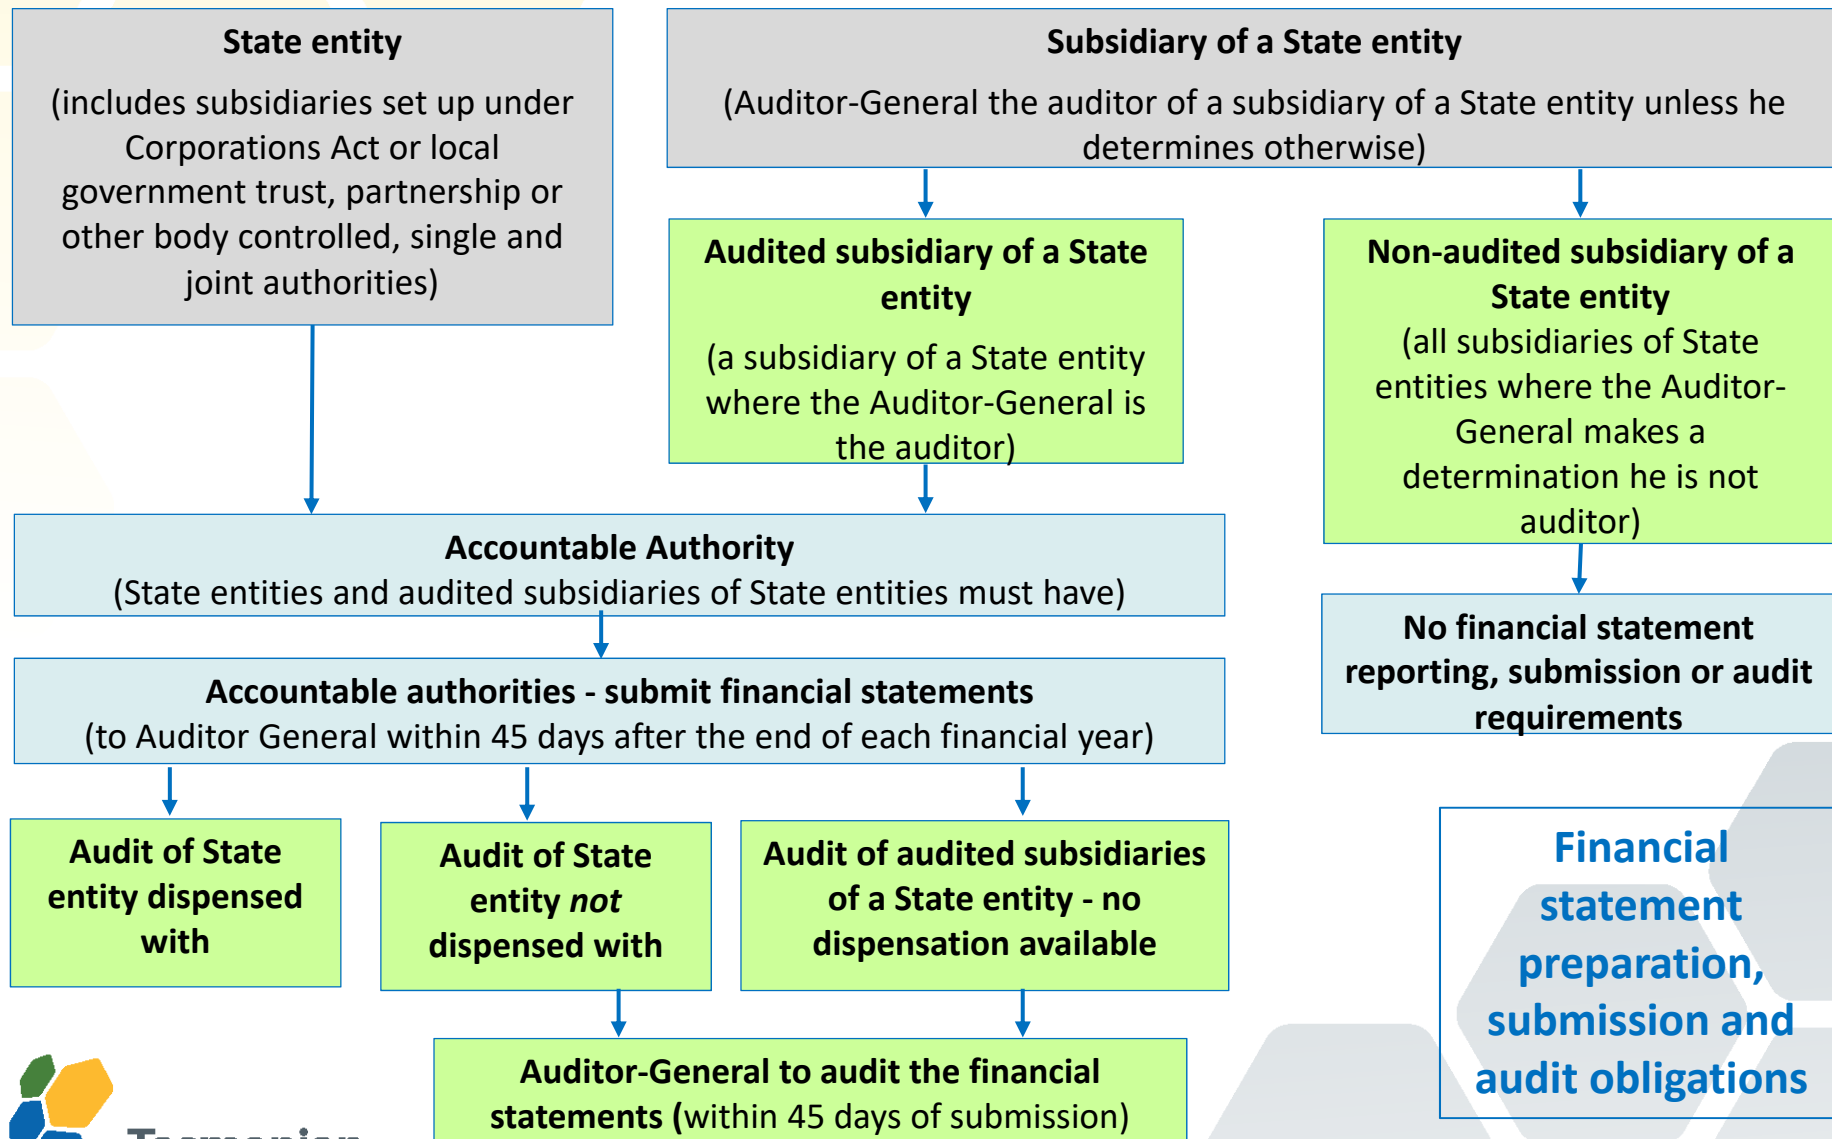 State entity
(includes subsidiaries set up under
Corporations Act or local
government trust, partnership or
other body controlled, single and
joint authorities)
Subsidiary of a State entity
(Auditor-General the auditor of a subsidiary of a State entity unless he
determines otherwise)
Audited subsidiary of a State
entity
(a subsidiary of a State entity
where the Auditor-General is
the auditor)
Non-audited subsidiary of a
State entity
(all subsidiaries of State
entities where the Auditor-
General makes a
determination he is not
auditor)
Accountable Authority
(State entities and audited subsidiaries of State entities must have)
No financial statement
reporting, submission or audit
requirements
Accountable authorities - submit financial statements
(to Auditor General within 45 days after the end of each financial year)
Audit of State
entity dispensed
with
Audit of State
entity not
dispensed with
Audit of audited subsidiaries
of a State entity - no
dispensation available
Financial
statement
preparation,
submission and
audit obligations
Auditor-General to audit the financial
statements (within 45 days of submission)
Tasmanian